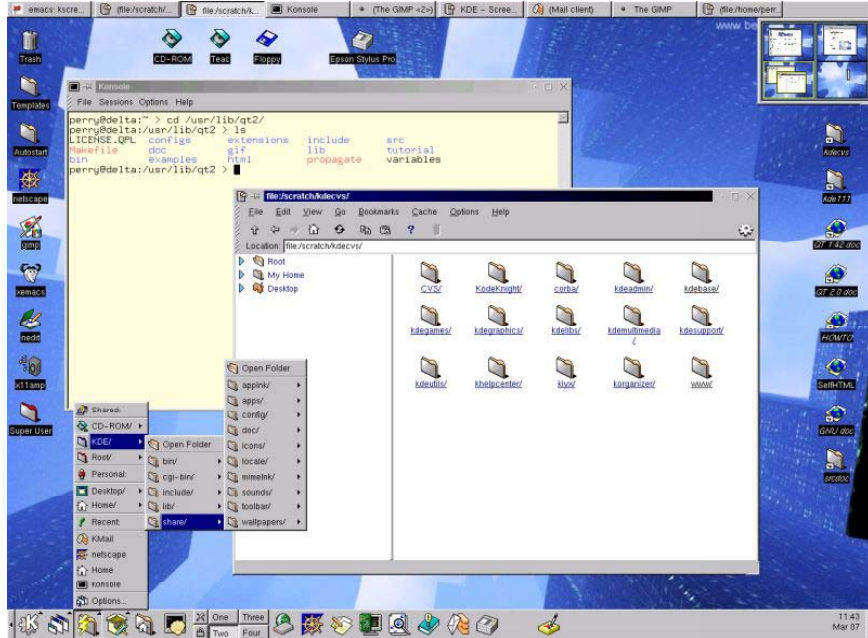 emacs: kscre...
(file:/scratch/...
file:/scratch/k...
Konsole
(The GIMP <2>)
KDE - Scree...
(Mail client)
The GIMP
(file:/home/perr...
www.be
Trash
CD-ROM
Teac
Floppy
Epson Stylus Pro
Templates
Autostart
netscape
gimp
xemacs
nedit
x11amp
Super User
Konsole
File Sessions Options Help
perry@delta:~ > cd /usr/lib/qt2/
perry@delta:/usr/lib/qt2 > ls
LICENSE.QPL configs extensions include src
Makefile doc gif lib tutorial
bin examples html propagate variables
perry@delta:/usr/lib/qt2 >
file:/scratch/kdecvs/
File Edit View Go Bookmarks Cache Options Help
Location: file:/scratch/kdecvs/
Root
My Home
Desktop
CVS/ KodeKnight/ corba/ kdeadmin/ kdebase/
kdegames/ kdegraphics/ kdelibs/ kdemultimedia/ kdesupport/
kdeutils/ khelpcenter/ klyx/ korganizer/ www/
kdecvs
kde111
QT 1.42 doc
QT 2.0 doc
HOWTO
SelfHTML
GNU doc
srcdoc
Shared:
CD-ROM/
KDE/
Root/
Personal:
Desktop/
Home/
Recent:
KMail
netscape
Home
Konsole
Options...
Open Folder
bin/
cgi-bin/
include/
lib/
share/
Open Folder
applnk/
apps/
config/
doc/
icons/
locale/
mimelnk/
sounds/
toolbar/
wallpapers/
One Three
Two Four
11:43
Mar 07